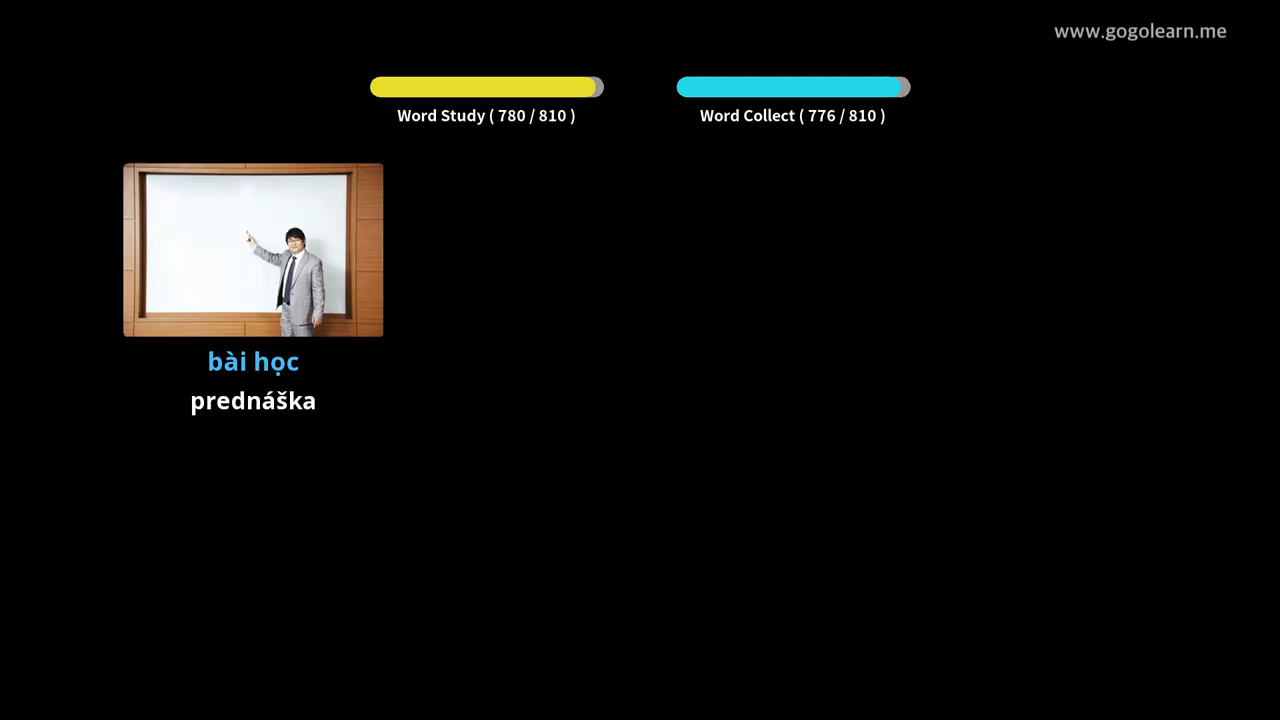 www.gogolearn.me
Word Study ( 780 / 810 )
Word Collect ( 776 / 810 )
bài học
prednáška